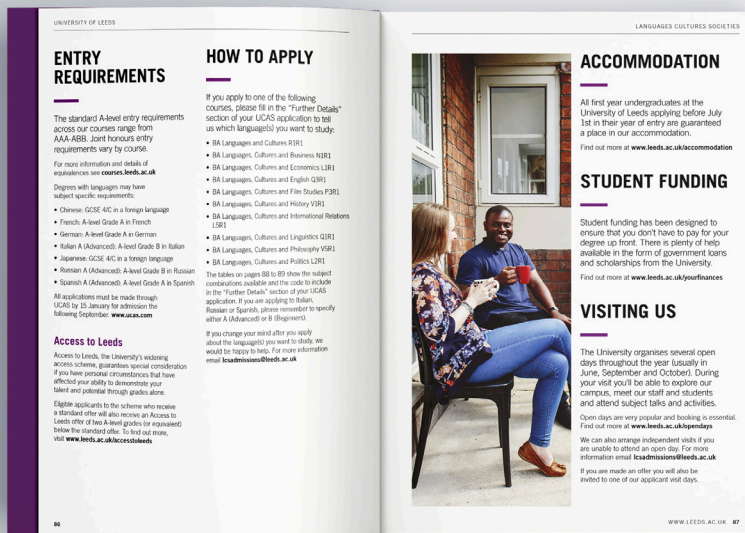 UNIVERSITY OF LEEDS
ENTRY
REQUIREMENTS
The standard A-level entry requirements
across our courses range from
AAA-ABB. Joint honours entry
requirements vary by course.
For more information and details of
equivalences see courses.leeds.ac.uk
Degrees with languages may have
subject specific requirements:
• Chinese: GCSE 4/C in a foreign language
• French: A-level Grade A in French
• German: A-level Grade A in German
• Italian A (Advanced): A-level Grade B in Italian
• Japanese: GCSE 4/C in a foreign language
• Russian A (Advanced): A-level Grade B in Russian
• Spanish A (Advanced): A-level Grade A in Spanish
All applications must be made through
UCAS by 15 January for admission the
following September. www.ucas.com
Access to Leeds
Access to Leeds, the University's widening
access scheme, guarantees special consideration
if you have personal circumstances that have
affected your ability to demonstrate your
talent and potential through grades alone.
Eligible applicants to the scheme who receive
a standard offer will also receive an Access to
Leeds offer of two A-level grades (or equivalent)
below the standard offer. To find out more,
visit www.leeds.ac.uk/accesstoleeds
86
HOW TO APPLY
If you apply to one of the following
courses, please fill in the "Further Details"
section of your UCAS application to tell
us which language(s) you want to study:
• BA Languages and Cultures R1R1
• BA Languages, Cultures and Business N1R1
• BA Languages, Cultures and Economics L1R1
• BA Languages, Cultures and English Q3R1
• BA Languages, Cultures and Film Studies P3R1
• BA Languages, Cultures and History V1R1
• BA Languages, Cultures and International Relations
L5R1
• BA Languages, Cultures and Linguistics Q1R1
• BA Languages, Cultures and Philosophy V5R1
• BA Languages, Cultures and Politics L2R1
The tables on pages 88 to 89 show the subject
combinations available and the code to include
in the "Further Details" section of your UCAS
application. If you are applying to Italian,
Russian or Spanish, please remember to specify
either A (Advanced) or B (Beginners).
If you change your mind after you apply
about the language(s) you want to study, we
would be happy to help. For more information
email lcsadmissions@leeds.ac.uk
LANGUAGES CULTURES SOCIETIES
ACCOMMODATION
All first year undergraduates at the
University of Leeds applying before July
1st in their year of entry are guaranteed
a place in our accommodation.
Find out more at www.leeds.ac.uk/accommodation
STUDENT FUNDING
Student funding has been designed to
ensure that you don't have to pay for your
degree up front. There is plenty of help
available in the form of government loans
and scholarships from the University.
Find out more at www.leeds.ac.uk/yourfinances
VISITING US
The University organises several open
days throughout the year (usually in
June, September and October). During
your visit you'll be able to explore our
campus, meet our staff and students
and attend subject talks and activities.
Open days are very popular and booking is essential.
Find out more at www.leeds.ac.uk/opendays
We can also arrange independent visits if you
are unable to attend an open day. For more
information email lcsadmissions@leeds.ac.uk
If you are made an offer you will also be
invited to one of our applicant visit days.
WWW.LEEDS.AC.UK 87